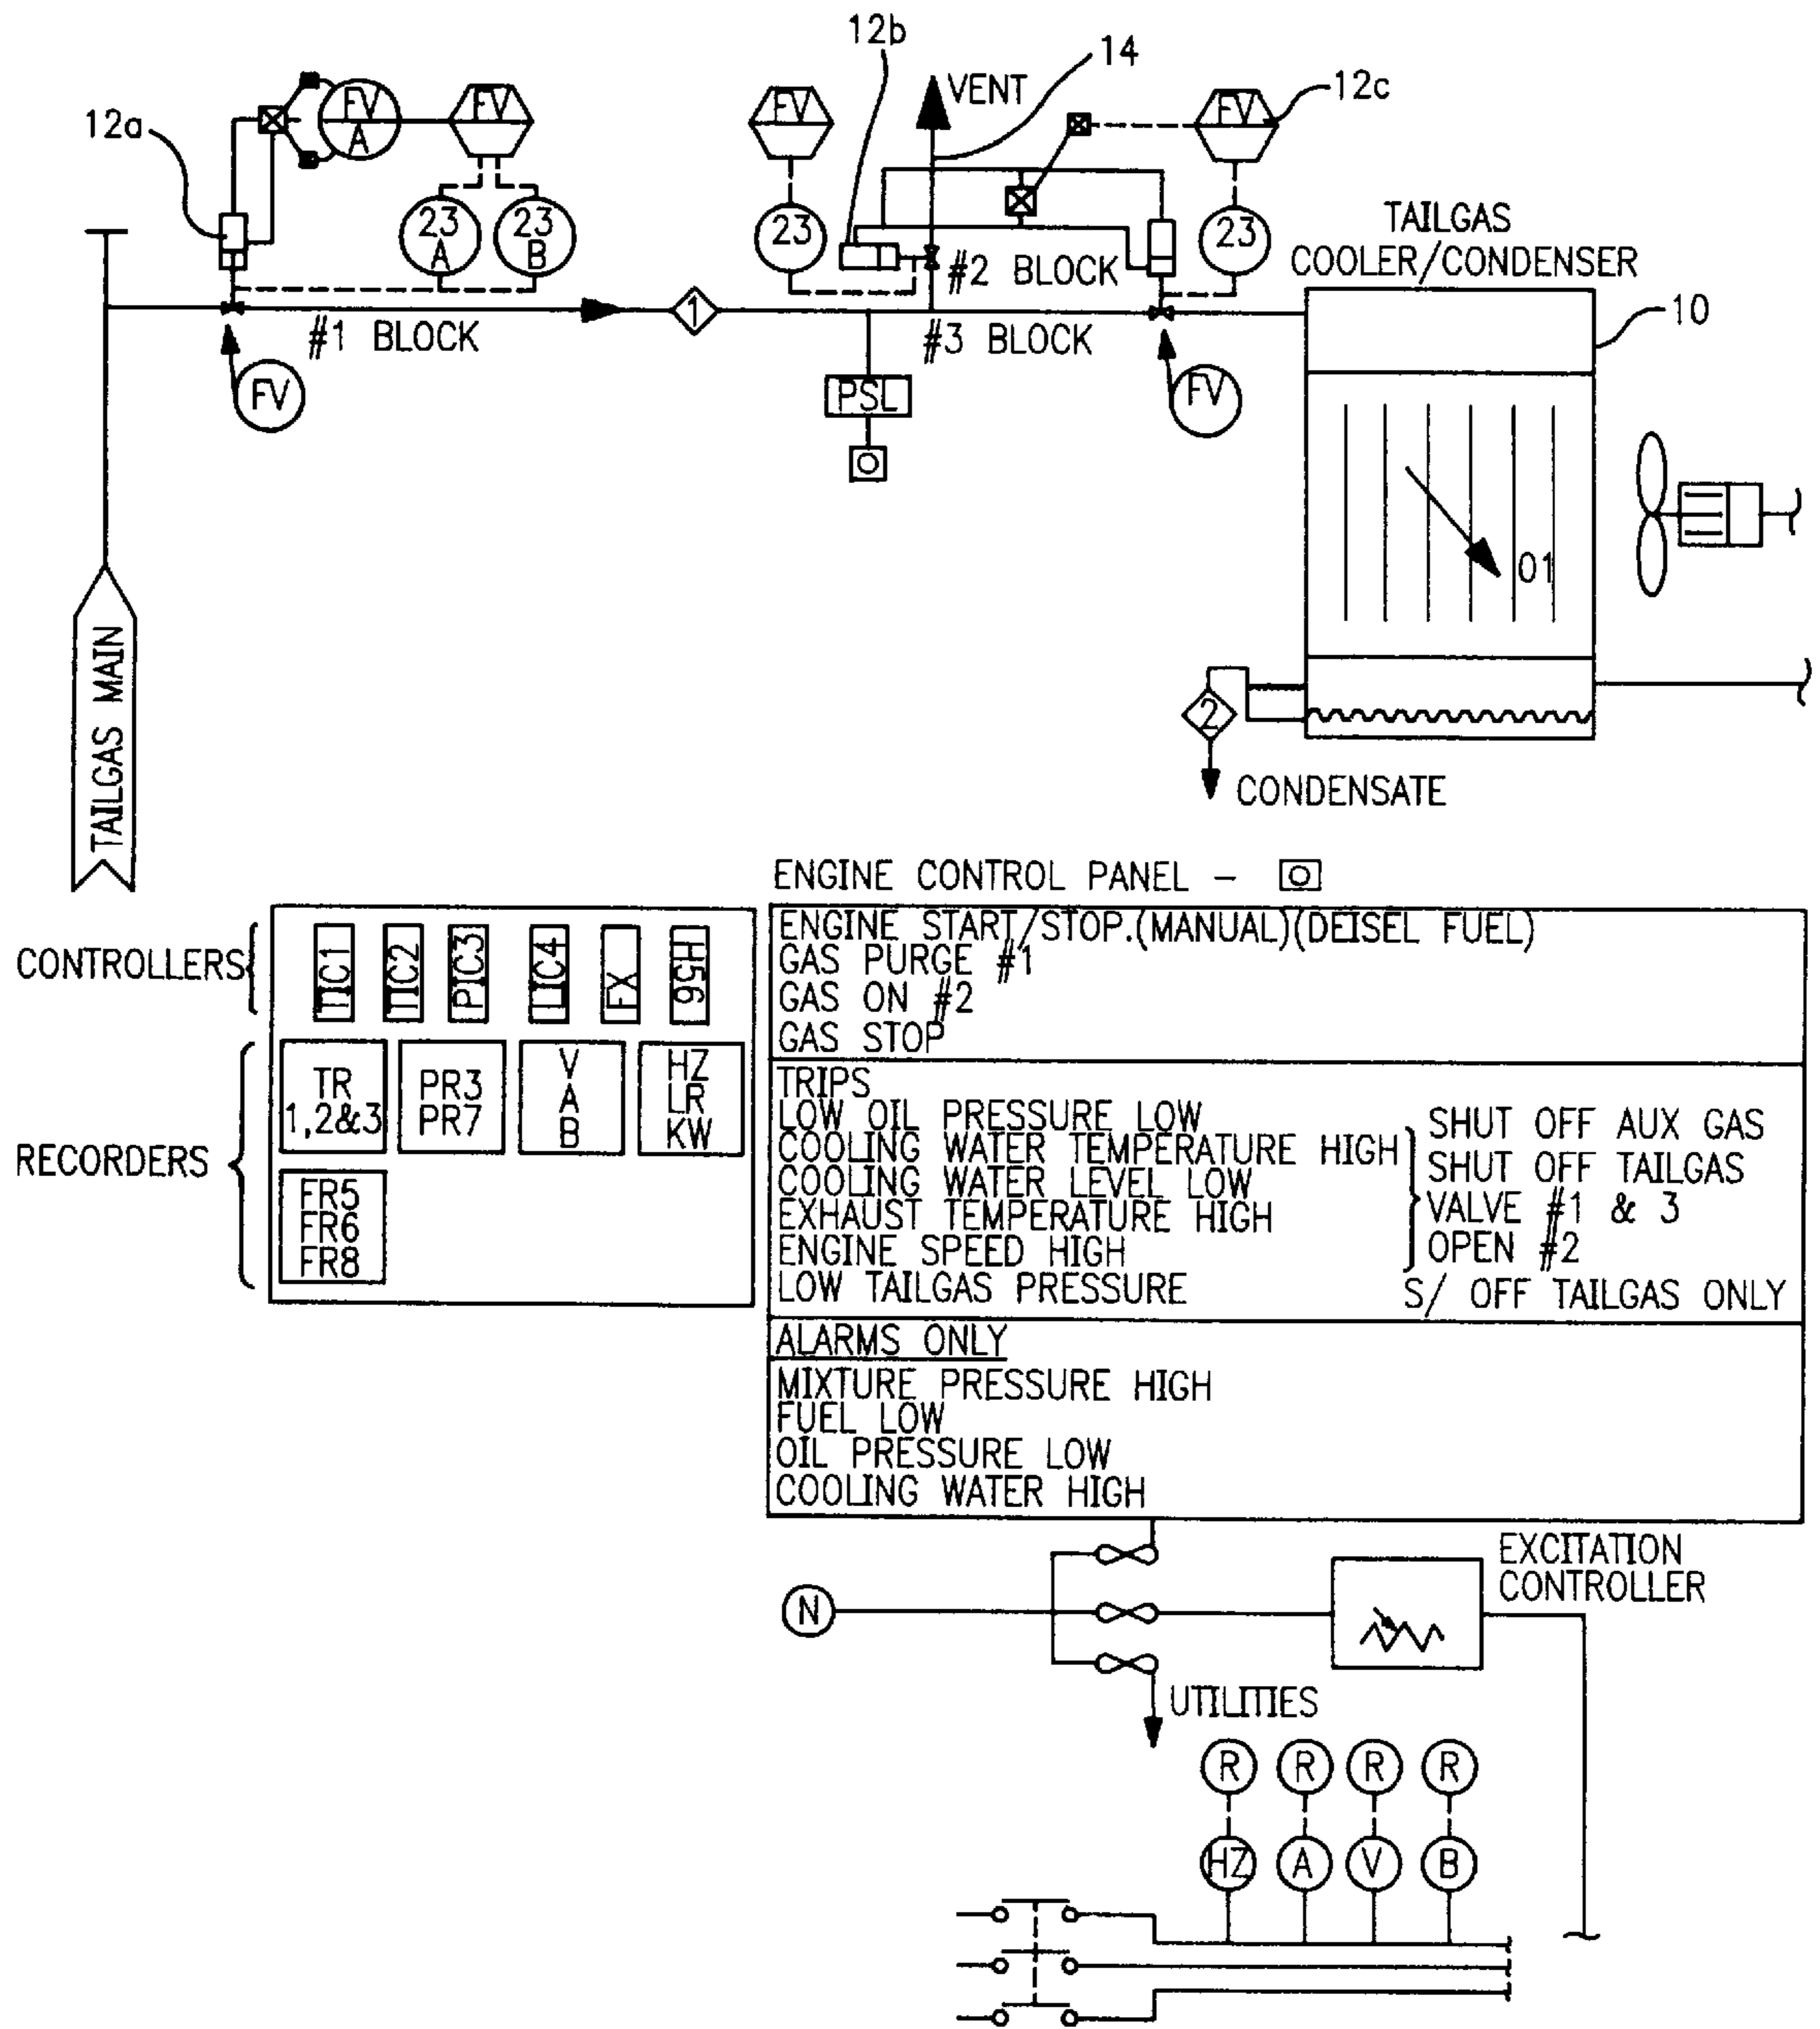 12b
14
VENT
12c
12a
FV
A
FV
FV
FV
23
A
23
B
23
23
#2 BLOCK
TAILGAS
COOLER/CONDENSER
10
1
#1 BLOCK
#3 BLOCK
FV
PSL
FV
01
TAILGAS MAIN
2
CONDENSATE
ENGINE CONTROL PANEL -
CONTROLLERS
TIC1
TIC2
PIC3
LIC4
FX
H56
RECORDERS
TR
1,2&3
PR3
PR7
V
A
B
HZ
LR
KW
FR5
FR6
FR8
ENGINE START/STOP.(MANUAL)(DEISEL FUEL)
GAS PURGE #1
GAS ON #2
GAS STOP
TRIPS
LOW OIL PRESSURE LOW
COOLING WATER TEMPERATURE HIGH
COOLING WATER LEVEL LOW
EXHAUST TEMPERATURE HIGH
ENGINE SPEED HIGH
LOW TAILGAS PRESSURE
SHUT OFF AUX GAS
SHUT OFF TAILGAS
VALVE #1 & 3
OPEN #2
S/ OFF TAILGAS ONLY
ALARMS ONLY
MIXTURE PRESSURE HIGH
FUEL LOW
OIL PRESSURE LOW
COOLING WATER HIGH
EXCITATION
CONTROLLER
N
UTILITIES
R
R
R
R
HZ
A
V
B